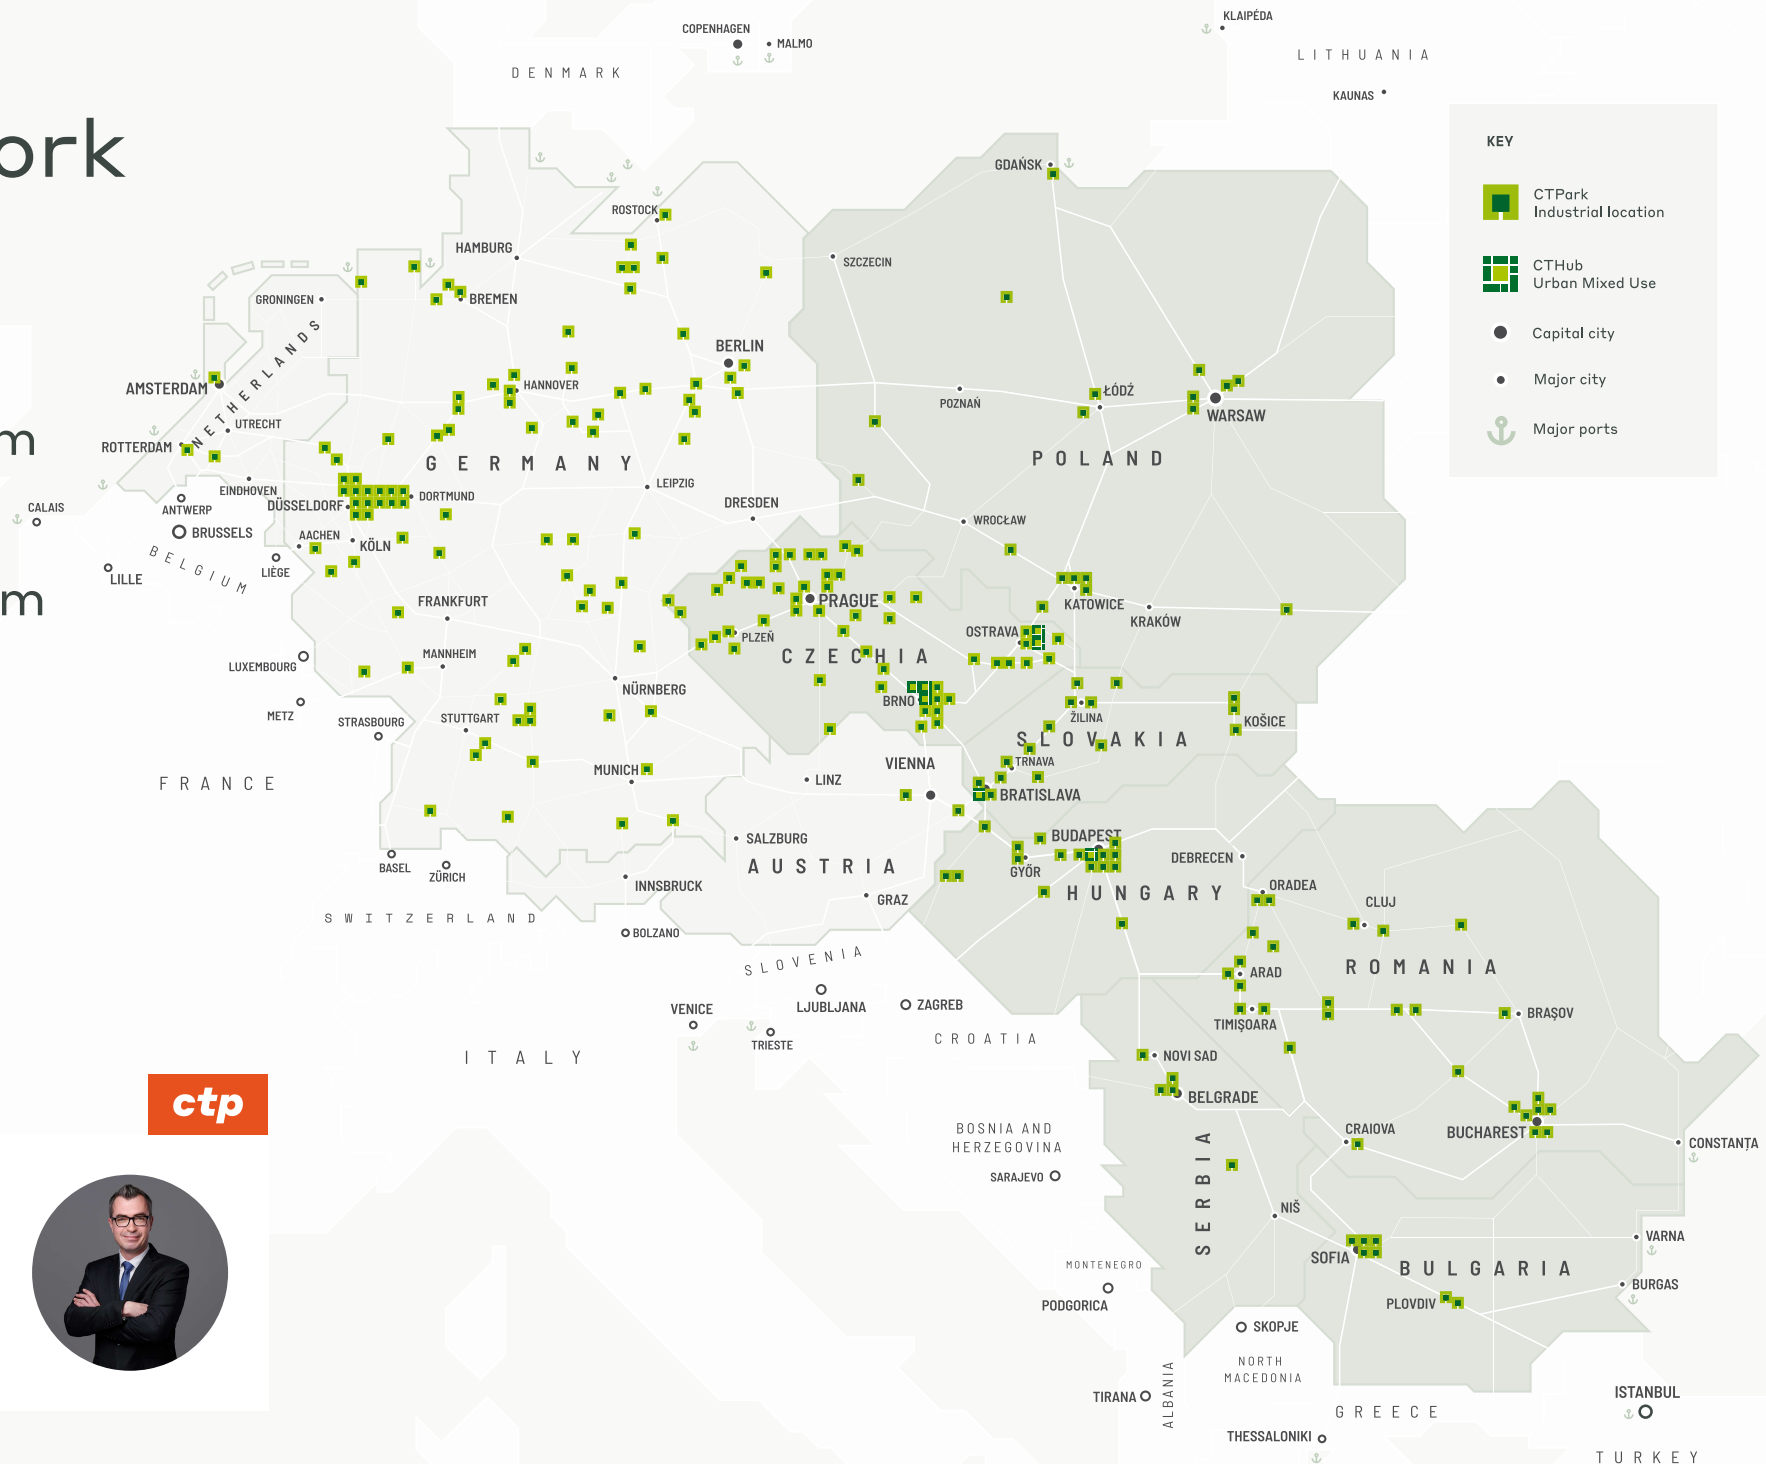 ork
m
m
ctp
KEY
CTPark
Industrial location
CTHub
Urban Mixed Use
Capital city
Major city
Major ports
KLAIPÉDA
LITHUANIA
KAUNAS
COPENHAGEN
MALMO
DENMARK
GDAŃSK
ROSTOCK
HAMBURG
SZCZECIN
GRONINGEN
BREMEN
NETHERLANDS
BERLIN
AMSTERDAM
HANNOVER
POZNAŃ
ŁÓDŹ
WARSAW
UTRECHT
ROTTERDAM
GERMANY
POLAND
EINDHOVEN
LEIPZIG
DORTMUND
DÜSSELDORF
ANTWERP
CALAIS
DRESDEN
WROCŁAW
BRUSSELS
AACHEN
KÖLN
BELGIUM
LIÈGE
LILLE
FRANKFURT
PRAGUE
KATOWICE
KRAKÓW
OSTRAVA
PLZEŇ
CZECHIA
MANNHEIM
LUXEMBOURG
NÜRNBERG
BRNO
METZ
STRASBOURG
STUTTGART
ŽILINA
KOŠICE
SLOVAKIA
VIENNA
TRNAVA
FRANCE
MUNICH
LINZ
BRATISLAVA
SALZBURG
BUDAPEST
DEBRECEN
BASEL
ZÜRICH
AUSTRIA
GYŐR
INNSBRUCK
HUNGARY
ORADEA
GRAZ
CLUJ
SWITZERLAND
BOLZANO
SLOVENIA
ARAD
ROMANIA
VENICE
LJUBLJANA
ZAGREB
TIMIŞOARA
BRAŞOV
TRIESTE
CROATIA
ITALY
NOVI SAD
BELGRADE
BOSNIA AND
HERZEGOVINA
CRAIOVA
BUCHAREST
CONSTANȚA
SARAJEVO
SERBIA
NIŠ
VARNA
SOFIA
MONTENEGRO
BULGARIA
BURGAS
PODGORICA
PLOVDIV
SKOPJE
NORTH
MACEDONIA
TIRANA
ALBANIA
GREECE
ISTANBUL
THESSALONIKI
TURKEY